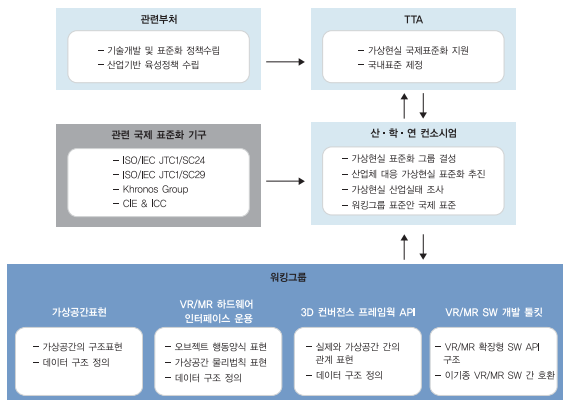 관련부처
– 기술개발 및 표준화 정책수립
– 산업기반 육성정책 수립
TTA
– 가상현실 국제표준화 지원
– 국내표준 제정
관련 국제 표준화 기구
– ISO/IEC JTC1/SC24
– ISO/IEC JTC1/SC29
– Khronos Group
– CIE & ICC
산·학·연 컨소시엄
– 가상현실 표준화 그룹 결성
– 산업체 대응 가상현실 표준화 추진
– 가상현실 산업실태 조사
– 워킹그룹 표준안 국제 표준
워킹그룹
가상공간표현
– 가상공간의 구조표현
– 데이터 구조 정의
VR/MR 하드웨어
인터페이스 운용
– 오브젝트 행동양식 표현
– 가상공간 물리법칙 표현
– 데이터 구조 정의
3D 컨버전스 프레임웍 API
– 실제와 가상공간 간의
관계 표현
– 데이터 구조 정의
VR/MR SW 개발 툴킷
– VR/MR 확장형 SW API
구조
– 이기종 VR/MR SW 간 호환